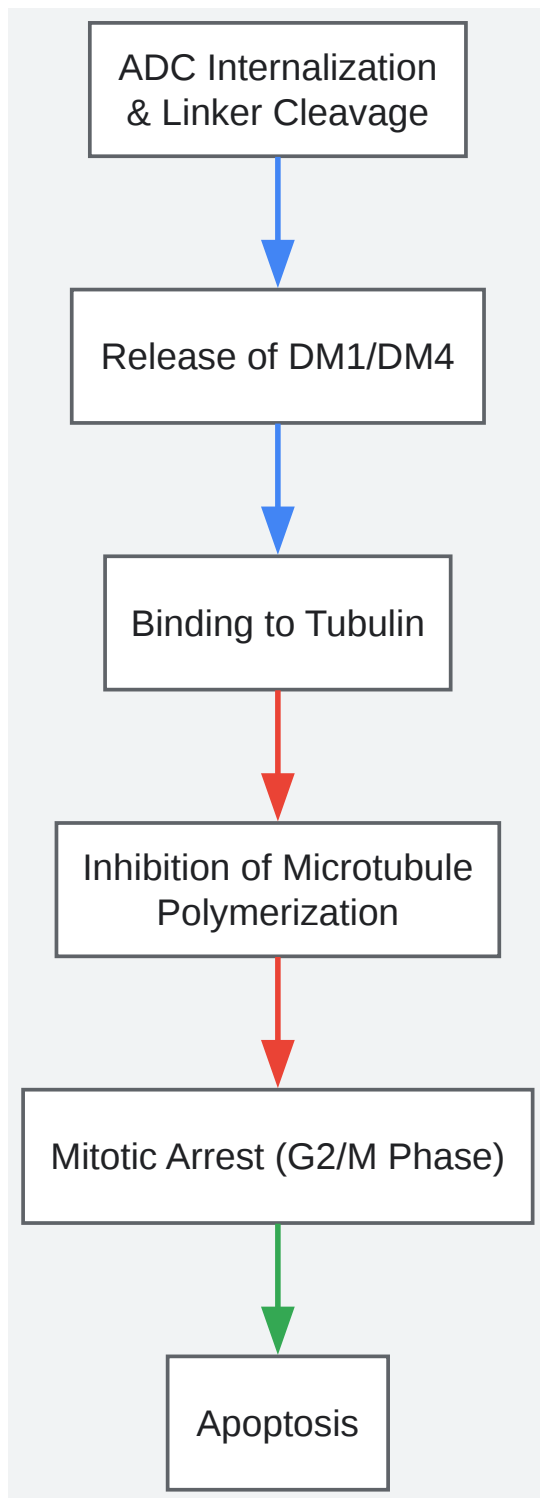 ADC Internalization
& Linker Cleavage
Release of DM1/DM4
Binding to Tubulin
Inhibition of Microtubule
Polymerization
Mitotic Arrest (G2/M Phase)
Apoptosis